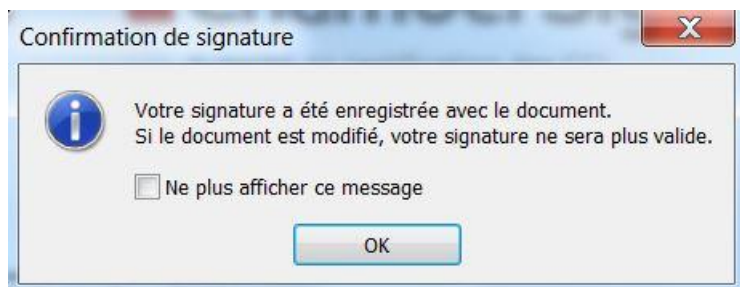 Confirmation de signature
Votre signature a été enregistrée avec le document.
Si le document est modifié, votre signature ne sera plus valide.
Ne plus afficher ce message
OK